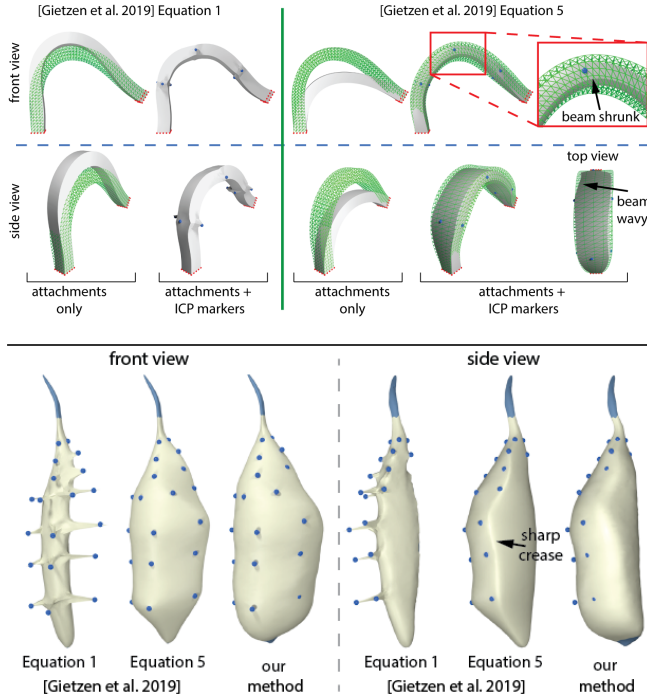 [Gietzen et al. 2019] Equation 1
[Gietzen et al. 2019] Equation 5
front view
beam shrunk
side view
top view
beam
wavy
attachments
only
attachments +
ICP markers
attachments
only
attachments +
ICP markers
front view
side view
sharp
crease
Equation 1
Equation 5
our
method
[Gietzen et al. 2019]
Equation 1
Equation 5
our
method
[Gietzen et al. 2019]